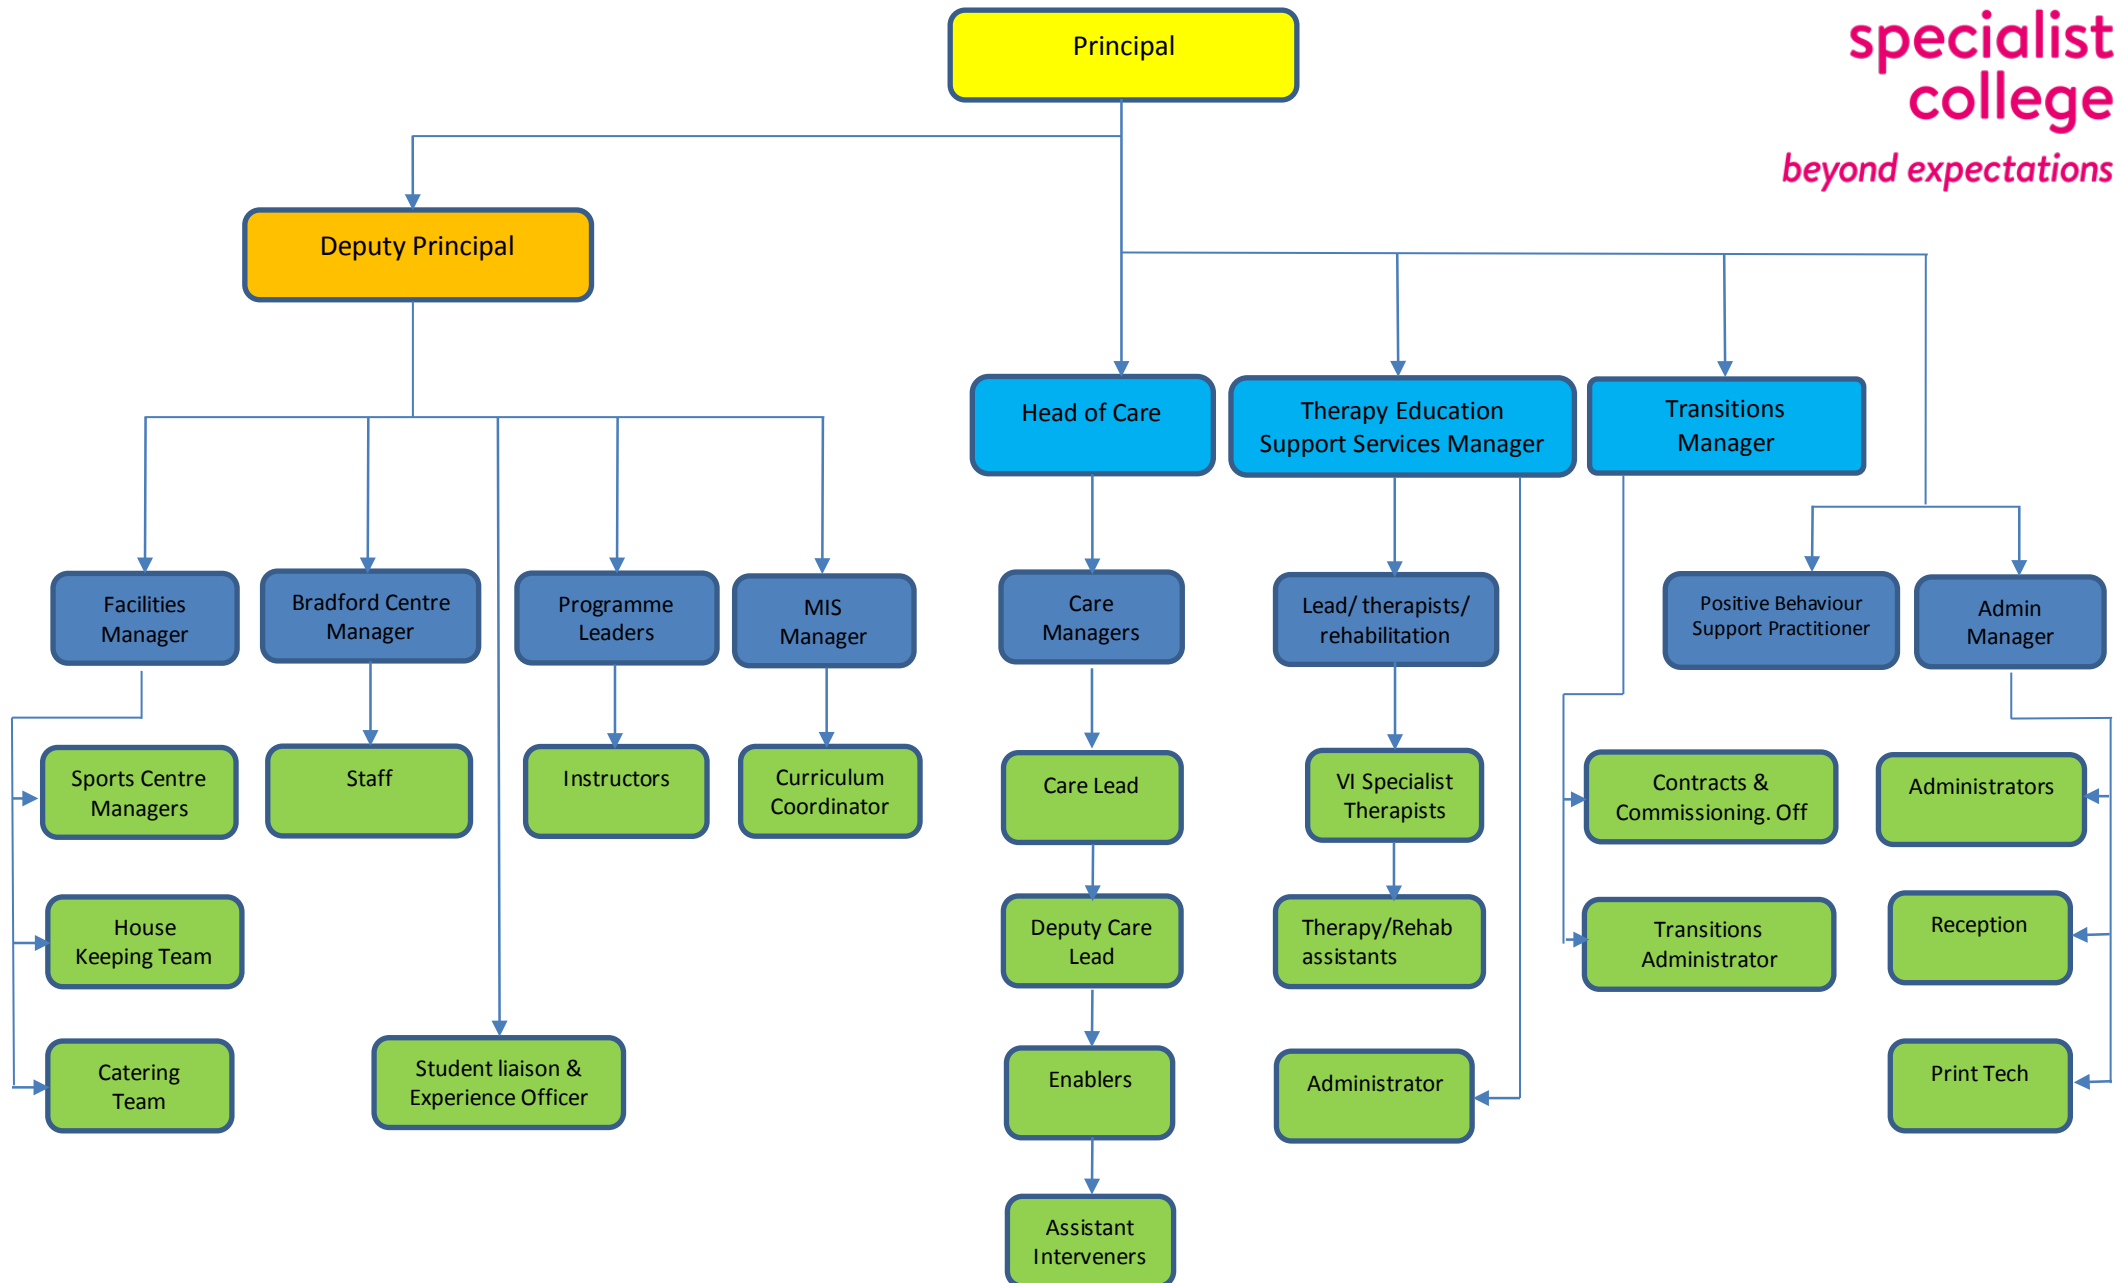 Principal
specialist
college
beyond expectations
Deputy Principal
Head of Care
Therapy Education
Support Services Manager
Transitions
Manager
Facilities
Manager
Bradford Centre
Manager
Programme
Leaders
MIS
Manager
Care
Managers
Lead/ therapists/
rehabilitation
Positive Behaviour
Support Practitioner
Admin
Manager
Sports Centre
Managers
Staff
Instructors
Curriculum
Coordinator
Care Lead
VI Specialist
Therapists
Contracts &
Commissioning. Off
Administrators
House
Keeping Team
Deputy Care
Lead
Therapy/Rehab
assistants
Transitions
Administrator
Reception
Catering
Team
Student liaison &
Experience Officer
Enablers
Administrator
Print Tech
Assistant
Interveners